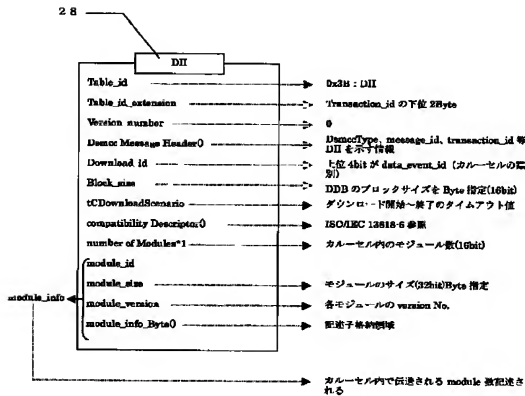 28
DII
Table_id
0x3B : DII
Table_id_extension
Transaction_id の下位 2Byte
Version_number
0
Dsmcc Message Header()
DsmccType、message_id、transaction_id 等
DII を示す情報
Download_id
上位 4bit が data_event_id (カルーセルの識
別)
Block_size
DDB のブロックサイズを Byte 指定(16bit)
tCDownloadScenario
ダウンロード開始～終了のタイムアウト値
compatibility Descriptor()
ISO/IEC 13818-6 参照
number of Modules*1
カルーセル内のモジュール数(16bit)
module_id
module_size
モジュールのサイズ(32bit)Byte 指定
module_info
module_version
各モジュールの version No.
module_info_Byte()
記述子格納領域
カルーセル内で伝送される module 数記述さ
れる